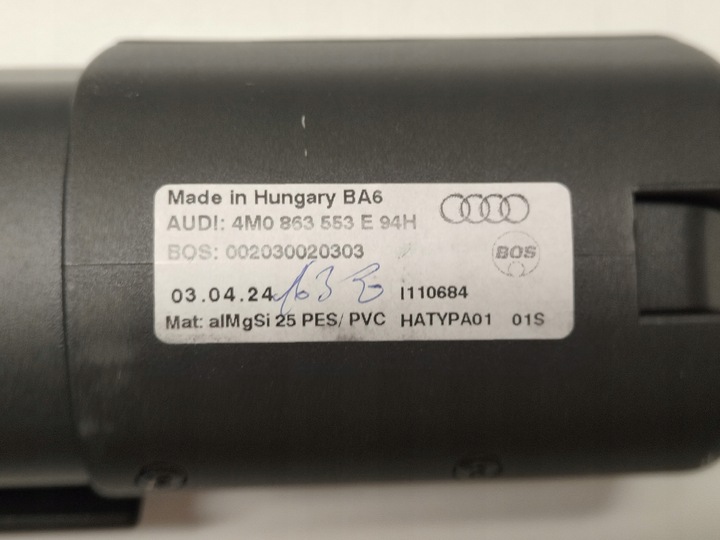 Made in Hungary BA6
AUDI: 4M0 863 553 E 94H
BOS: 002030020303
BOS
03.04.24 I110684
Mat: alMgSi 25 PES/ PVC HATYPA01 01S